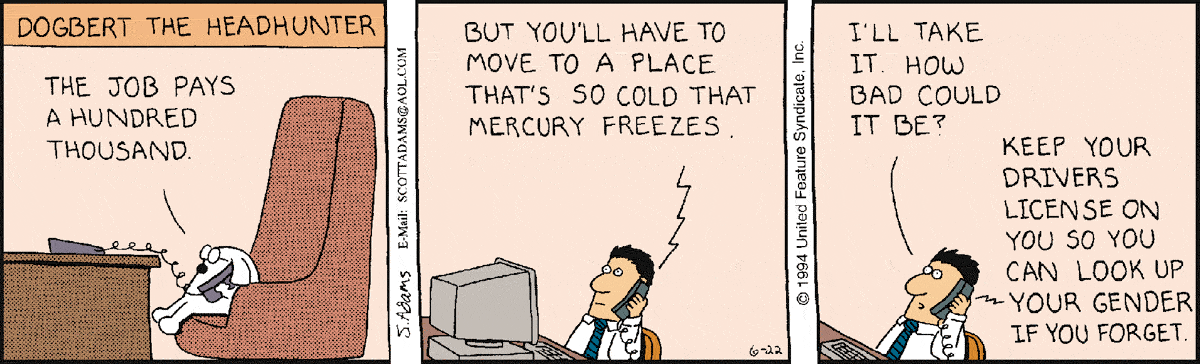 DOGBERT THE HEADHUNTER
THE JOB PAYS
A HUNDRED
THOUSAND.
S. Adams E-Mail: SCOTTADAMS@AOL.COM
BUT YOU'LL HAVE TO
MOVE TO A PLACE
THAT'S SO COLD THAT
MERCURY FREEZES.
6-22
© 1994 United Feature Syndicate, Inc.
I'LL TAKE
IT. HOW
BAD COULD
IT BE?
KEEP YOUR
DRIVERS
LICENSE ON
YOU SO YOU
CAN LOOK UP
YOUR GENDER
IF YOU FORGET.